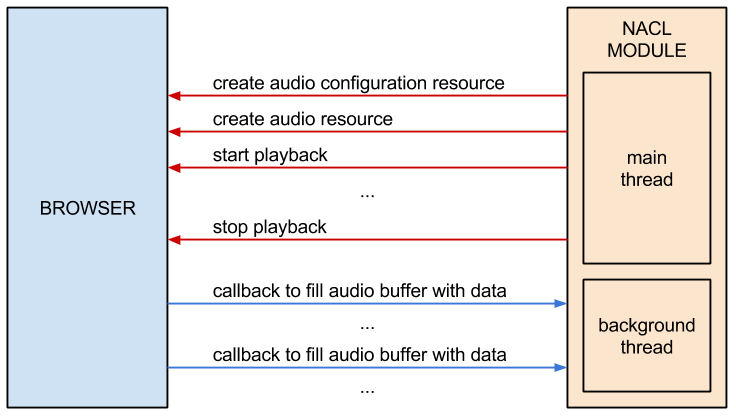 NACL
MODULE
create audio configuration resource
create audio resource
start playback
...
stop playback
main
thread
BROWSER
callback to fill audio buffer with data
...
callback to fill audio buffer with data
...
background
thread